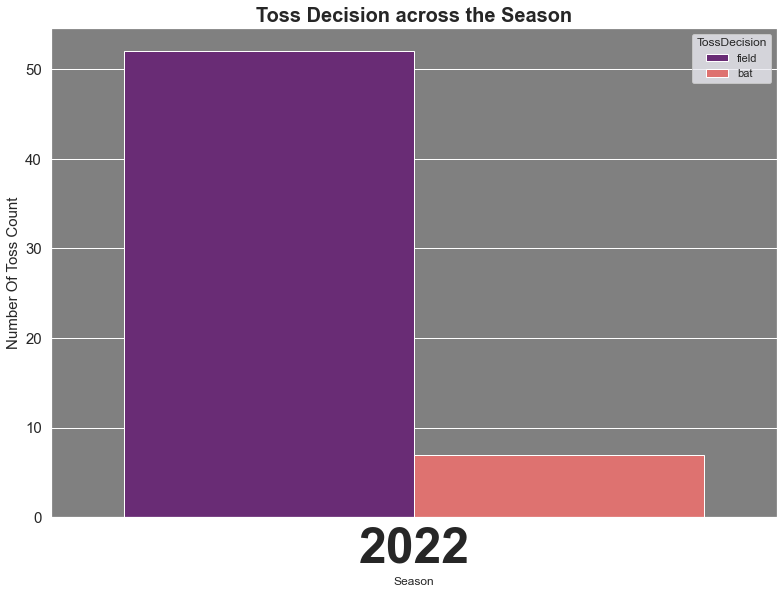 Toss Decision across the Season
TossDecision
field
bat
Number Of Toss Count
50
40
30
20
10
0
2022
Season